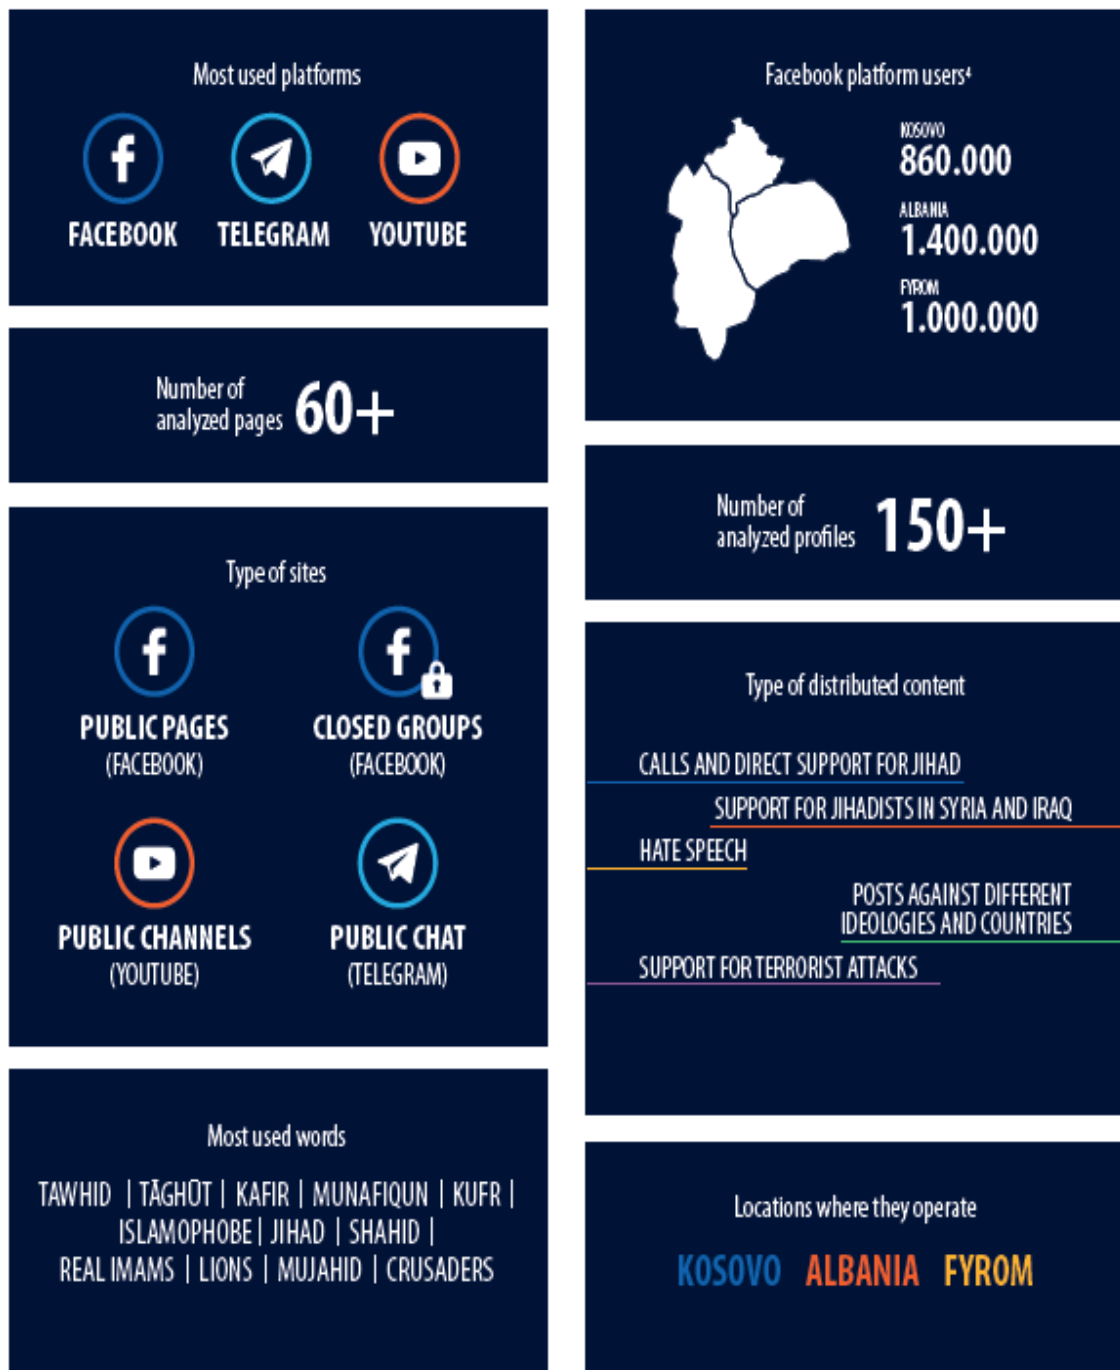 Most used platforms
FACEBOOK
TELEGRAM
YOUTUBE
Number of
analyzed pages
60+
Type of sites
PUBLIC PAGES
(FACEBOOK)
CLOSED GROUPS
(FACEBOOK)
PUBLIC CHANNELS
(YOUTUBE)
PUBLIC CHAT
(TELEGRAM)
Most used words
TAWHID | TĀGHŪT | KAFIR | MUNAFIQUN | KUFR |
ISLAMOPHOBE | JIHAD | SHAHID |
REAL IMAMS | LIONS | MUJAHID | CRUSADERS
Facebook platform users⁴
KOSOVO
860.000
ALBANIA
1.400.000
FYROM
1.000.000
Number of
analyzed profiles
150+
Type of distributed content
CALLS AND DIRECT SUPPORT FOR JIHAD
SUPPORT FOR JIHADISTS IN SYRIA AND IRAQ
HATE SPEECH
POSTS AGAINST DIFFERENT
IDEOLOGIES AND COUNTRIES
SUPPORT FOR TERRORIST ATTACKS
Locations where they operate
KOSOVO ALBANIA FYROM